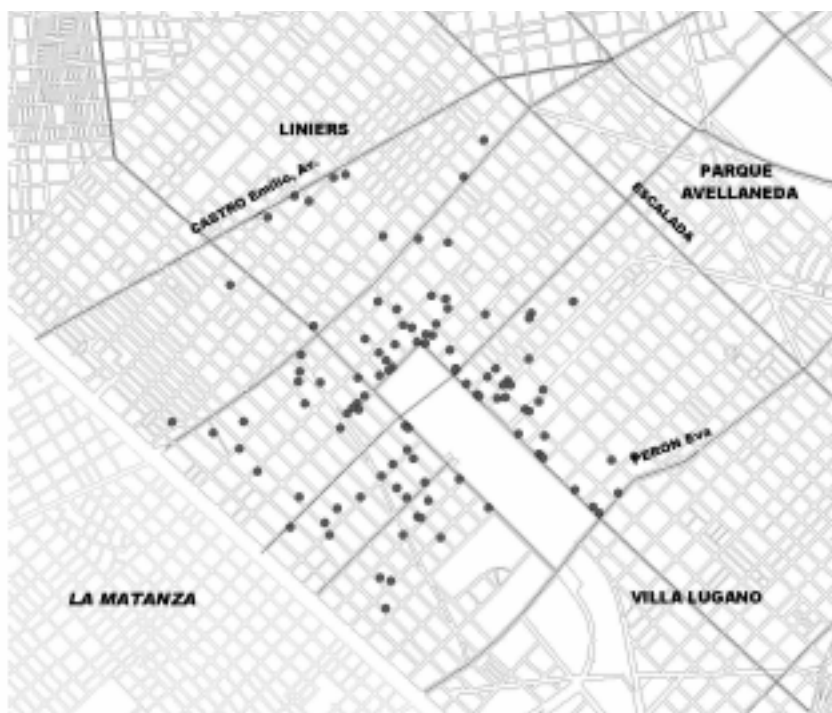 LINIERS
CASTRO Emilio, Av.
PARQUE
AVELLANEDA
ESCALADA
PERON Eva
LA MATANZA
VILLA LUGANO